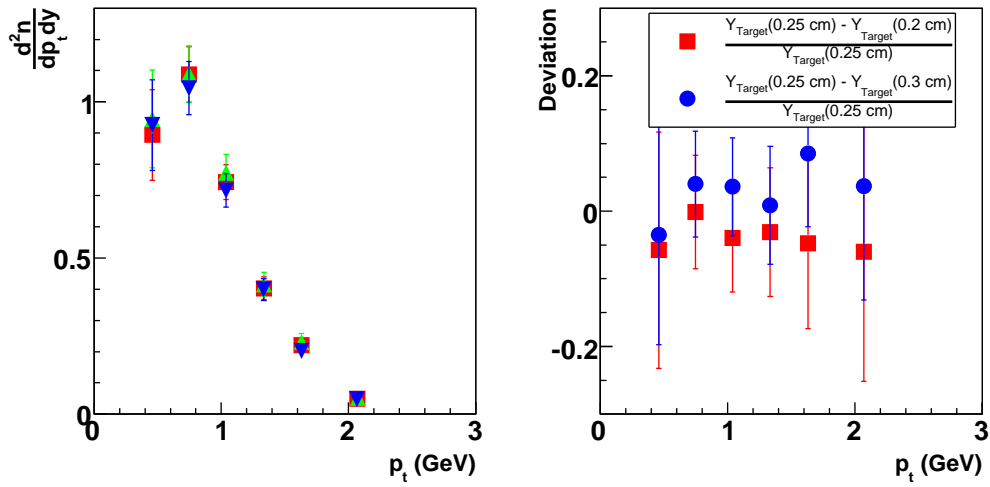 d²n
dp_t dy
1
0.5
0
0 1 2 3
p_t (GeV)
Deviation
0.2
0
-0.2
0 1 2 3
p_t (GeV)
Y_Target(0.25 cm) - Y_Target(0.2 cm)
Y_Target(0.25 cm)
Y_Target(0.25 cm) - Y_Target(0.3 cm)
Y_Target(0.25 cm)